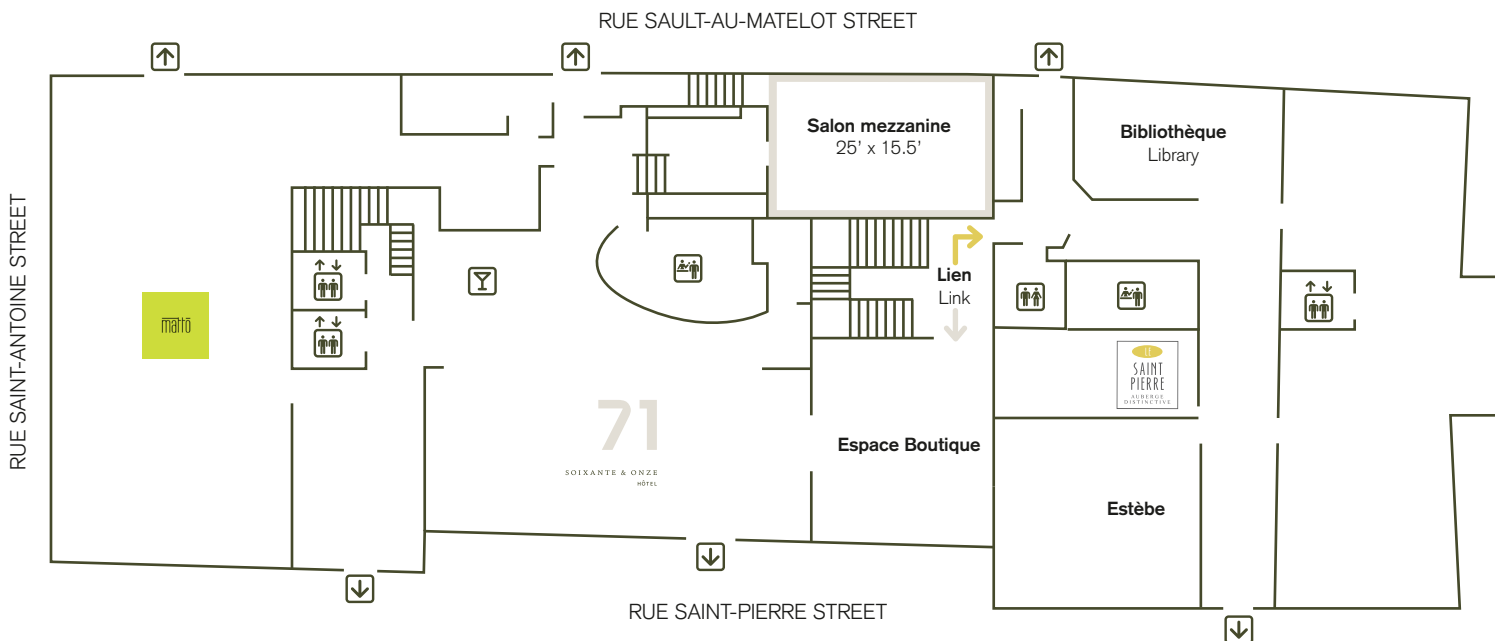 RUE SAULT-AU-MATELOT STREET
Salon mezzanine
25’ x 15.5’
Bibliothèque
Library
RUE SAINT-ANTOINE STREET
Lien
Link
mattö
LE
SAINT
PIERRE
AUBERGE
DISTINCTIVE
71
SOIXANTE & ONZE
HÔTEL
Espace Boutique
Estèbe
RUE SAINT-PIERRE STREET